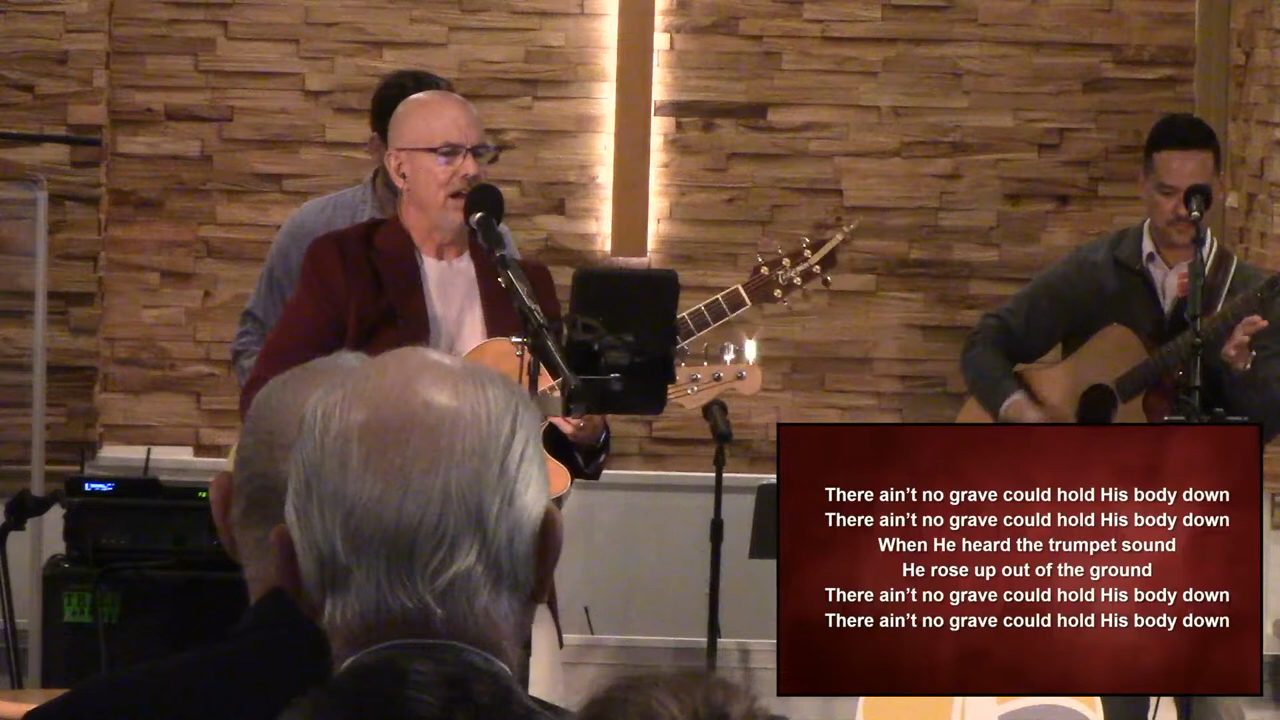 There ain't no grave could hold His body down
There ain't no grave could hold His body down
When He heard the trumpet sound
He rose up out of the ground
There ain't no grave could hold His body down
There ain't no grave could hold His body down